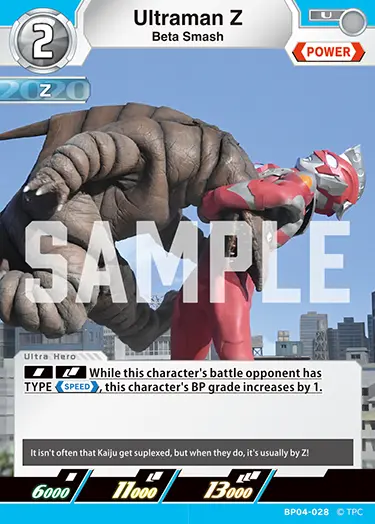 Ultraman Z
Beta Smash
2
U
POWER
2020
Z
SAMPLE
Ultra Hero
While this character's battle opponent has
TYPE SPEED, this character's BP grade increases by 1.
It isn't often that Kaiju get suplexed, but when they do, it's usually by Z!
6000 11000 13000
BP04-028 © TPC